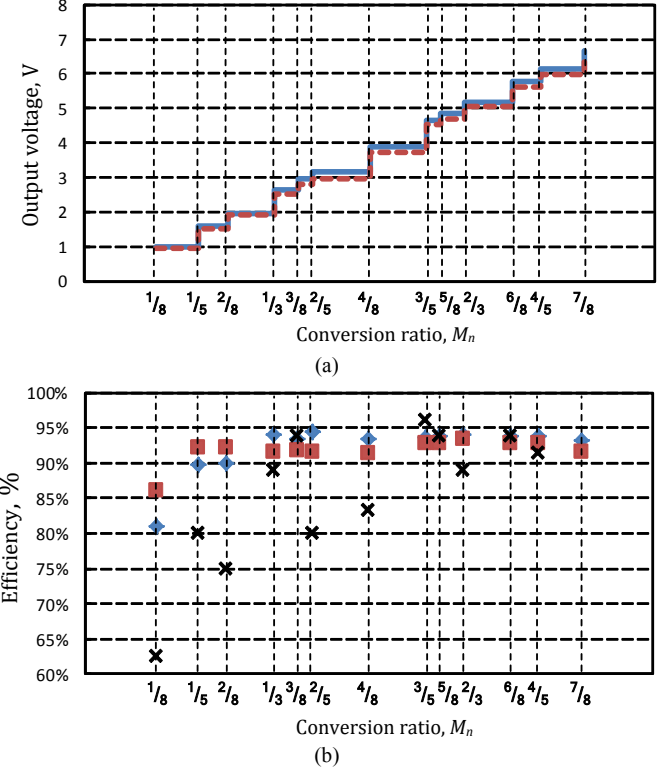 8
7
6
5
4
3
2
1
0
Output voltage, V
1/8 1/5 2/8 1/3 3/8 2/5 4/8 3/5 5/8 2/3 6/8 4/5 7/8
Conversion ratio, Mn
(a)
100%
95%
90%
85%
80%
75%
70%
65%
60%
Efficiency, %
1/8 1/5 2/8 1/3 3/8 2/5 4/8 3/5 5/8 2/3 6/8 4/5 7/8
Conversion ratio, Mn
(b)